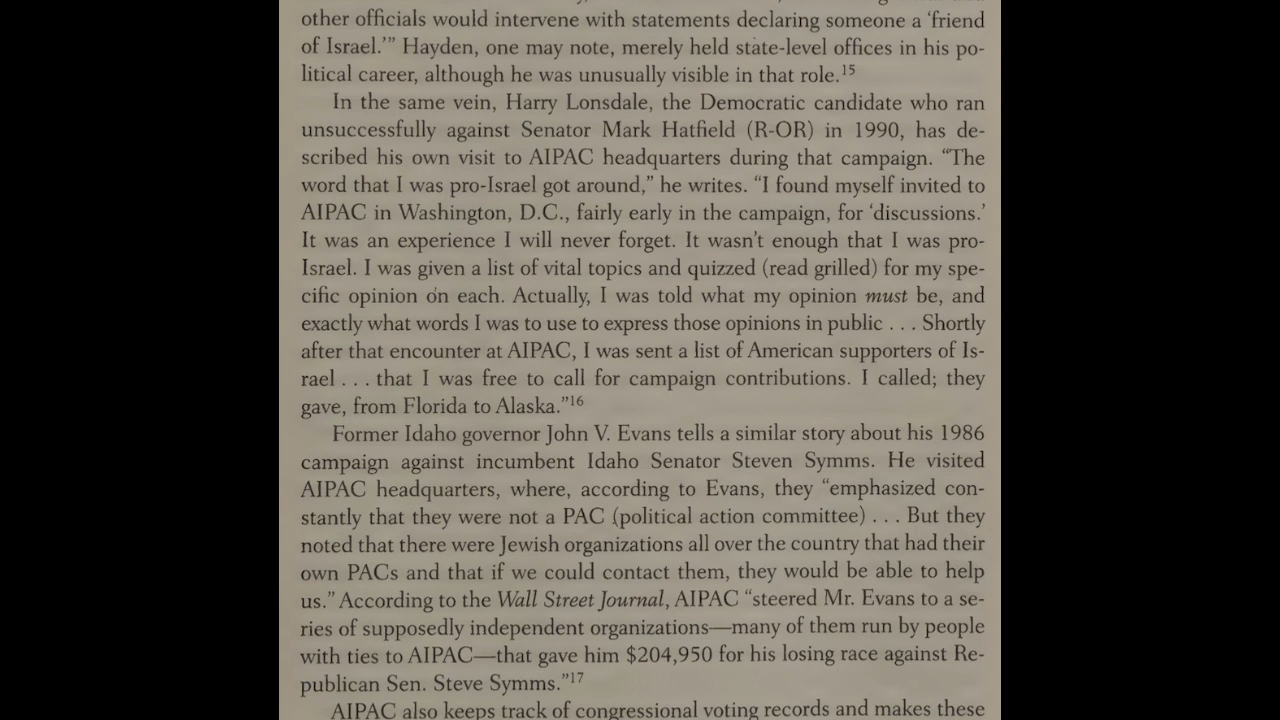 other officials would intervene with statements declaring someone a ‘friend
of Israel.’” Hayden, one may note, merely held state-level offices in his po-
litical career, although he was unusually visible in that role.15
In the same vein, Harry Lonsdale, the Democratic candidate who ran
unsuccessfully against Senator Mark Hatfield (R-OR) in 1990, has de-
scribed his own visit to AIPAC headquarters during that campaign. “The
word that I was pro-Israel got around,” he writes. “I found myself invited to
AIPAC in Washington, D.C., fairly early in the campaign, for ‘discussions.’
It was an experience I will never forget. It wasn’t enough that I was pro-
Israel. I was given a list of vital topics and quizzed (read grilled) for my spe-
cific opinion on each. Actually, I was told what my opinion must be, and
exactly what words I was to use to express those opinions in public . . . Shortly
after that encounter at AIPAC, I was sent a list of American supporters of Is-
rael . . . that I was free to call for campaign contributions. I called; they
gave, from Florida to Alaska.”16
Former Idaho governor John V. Evans tells a similar story about his 1986
campaign against incumbent Idaho Senator Steven Symms. He visited
AIPAC headquarters, where, according to Evans, they “emphasized con-
stantly that they were not a PAC (political action committee) . . . But they
noted that there were Jewish organizations all over the country that had their
own PACs and that if we could contact them, they would be able to help
us.” According to the Wall Street Journal, AIPAC “steered Mr. Evans to a se-
ries of supposedly independent organizations—many of them run by people
with ties to AIPAC—that gave him $204,950 for his losing race against Re-
publican Sen. Steve Symms.”17
AIPAC also keeps track of congressional voting records and makes these